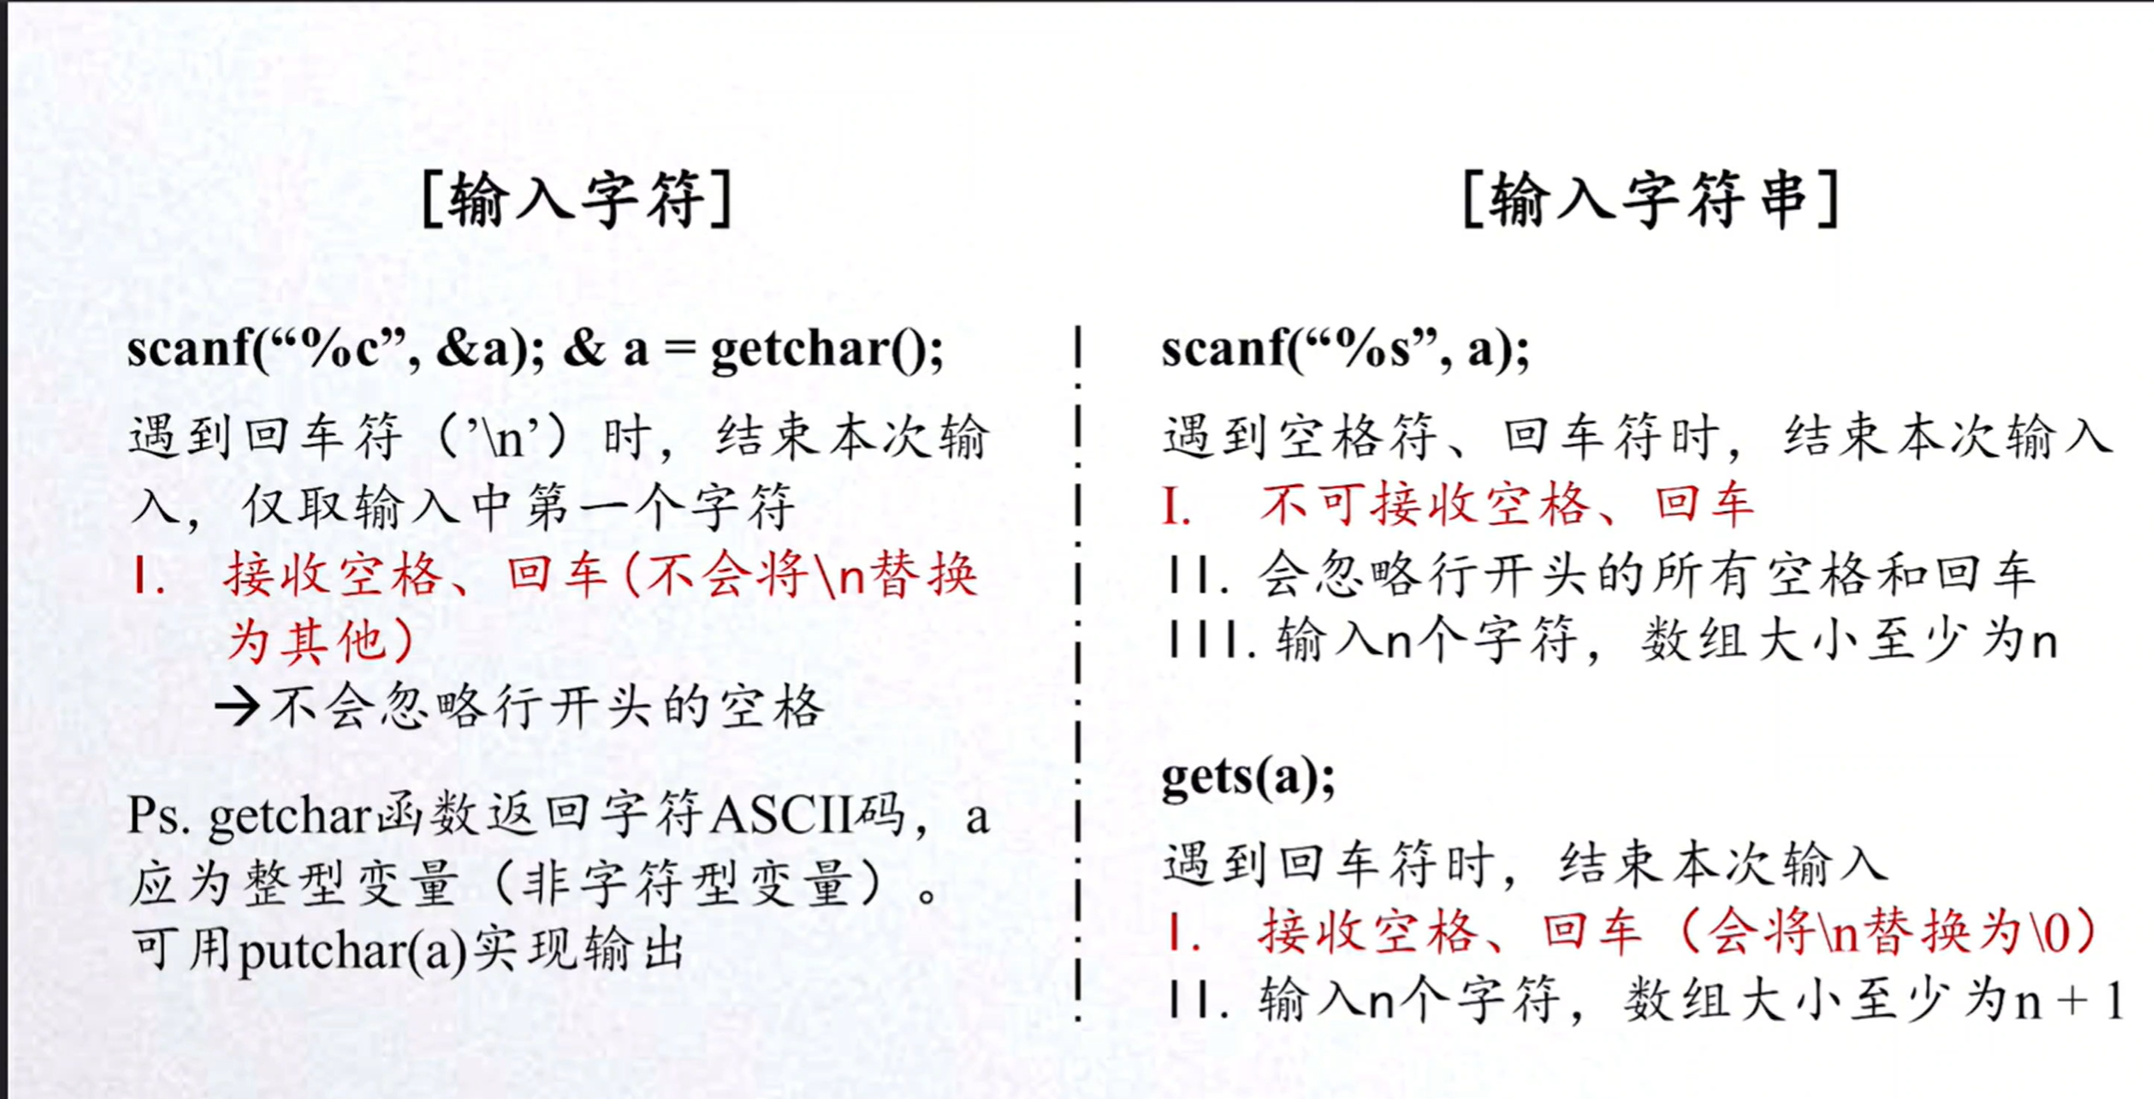 [输入字符]
scanf(“%c”, &a); & a = getchar();
遇到回车符（’\n’）时，结束本次输
入，仅取输入中第一个字符
I. 接收空格、回车(不会将\n替换
为其他)
→不会忽略行开头的空格
Ps. getchar函数返回字符ASCII码，a
应为整型变量（非字符型变量）。
可用putchar(a)实现输出
[输入字符串]
scanf(“%s”, a);
遇到空格符、回车符时，结束本次输入
I. 不可接收空格、回车
II. 会忽略行开头的所有空格和回车
III. 输入n个字符，数组大小至少为n
gets(a);
遇到回车符时，结束本次输入
I. 接收空格、回车（会将\n替换为\0）
II. 输入n个字符，数组大小至少为n + 1